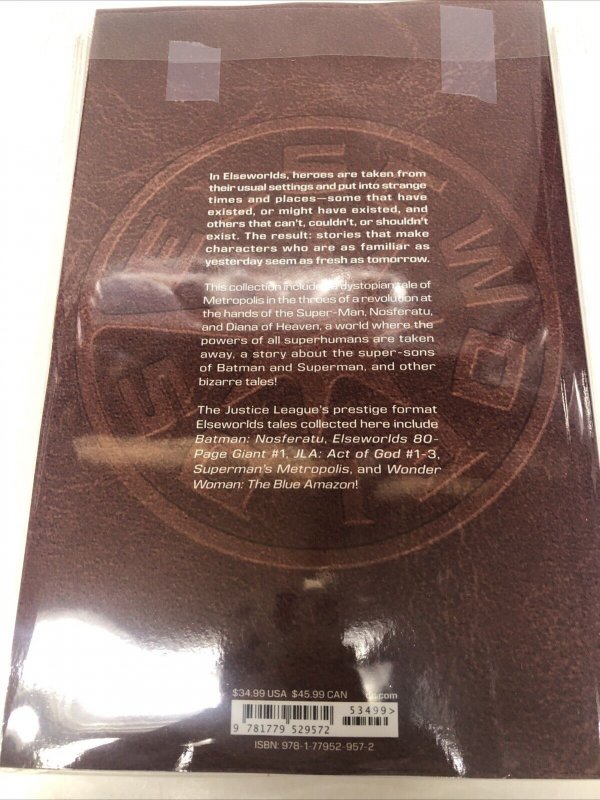 In Elseworlds, heroes are taken from
their usual settings and put into strange
times and places—some that have
existed, or might have existed, and
others that can't, couldn't, or shouldn't
exist. The result: stories that make
characters who are as familiar as
yesterday seem as fresh as tomorrow.
This collection include dystopian tale of
Metropolis in the throes of a revolution at
the hands of the Super-Man, Nosferatu,
and Diana of Heaven, a world where the
powers of all superhumans are taken
away, a story about the super-sons
of Batman and Superman, and other
bizarre tales!
The Justice League's prestige format
Elseworlds tales collected here include
Batman: Nosferatu, Elseworlds 80-
Page Giant #1, JLA: Act of God #1-3,
Superman's Metropolis, and Wonder
Woman: The Blue Amazon!
$34.99 USA $45.99 CAN dc.com
53499>
9 781779 529572
ISBN: 978-1-77952-957-2